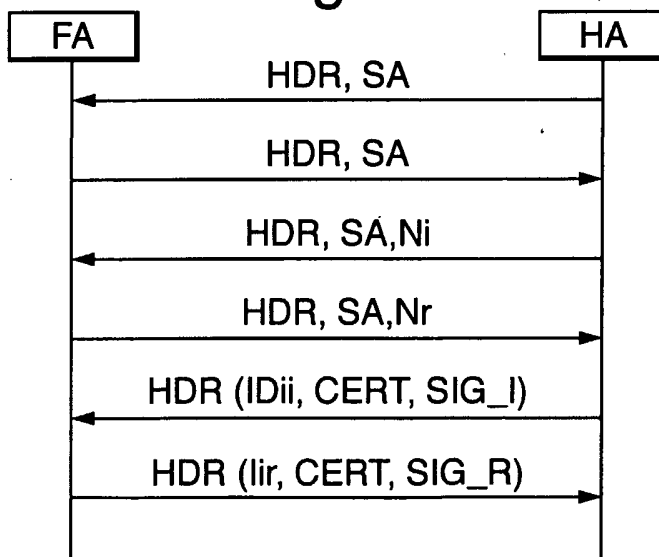 FA
HA
HDR, SA
HDR, SA
HDR, SA,Ni
HDR, SA,Nr
HDR (IDii, CERT, SIG_I)
HDR (Iir, CERT, SIG_R)